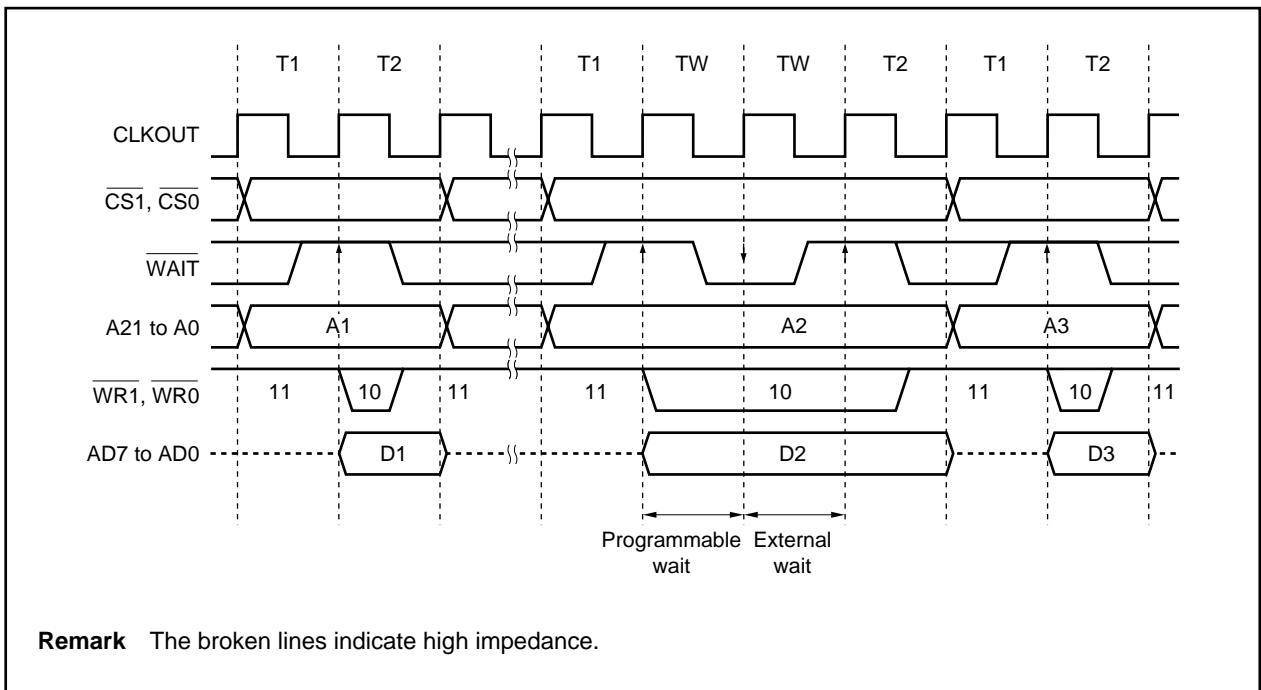 T1 T2 T1 TW TW T2 T1 T2
CLKOUT
CS1, CS0
WAIT
A21 to A0 A1 A2 A3
WR1, WR0 11 10 11 11 10 11 10 11
AD7 to AD0 D1 D2 D3
Programmable wait
External wait
Remark The broken lines indicate high impedance.